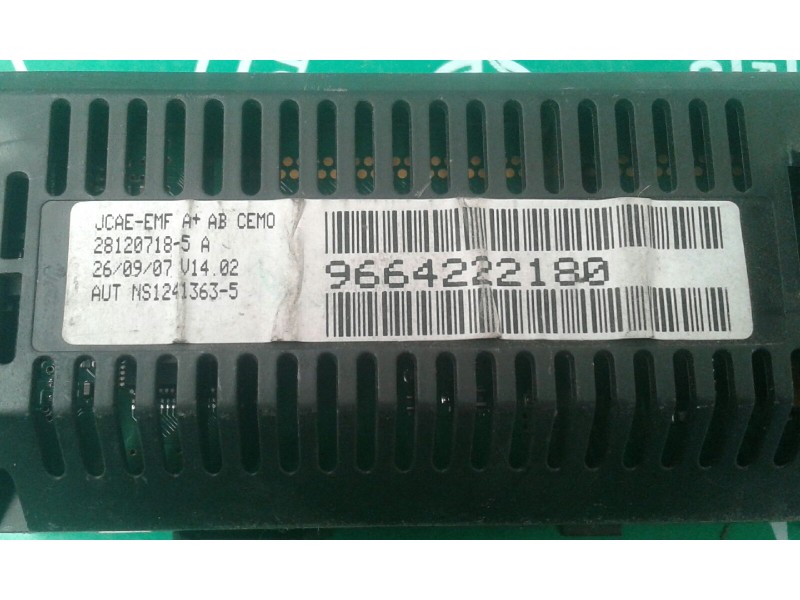 JCAE-EMF A+ AB CEMO
28120718-5 A
26/09/07 V14.02
AUT NS1241363-5
9664222180